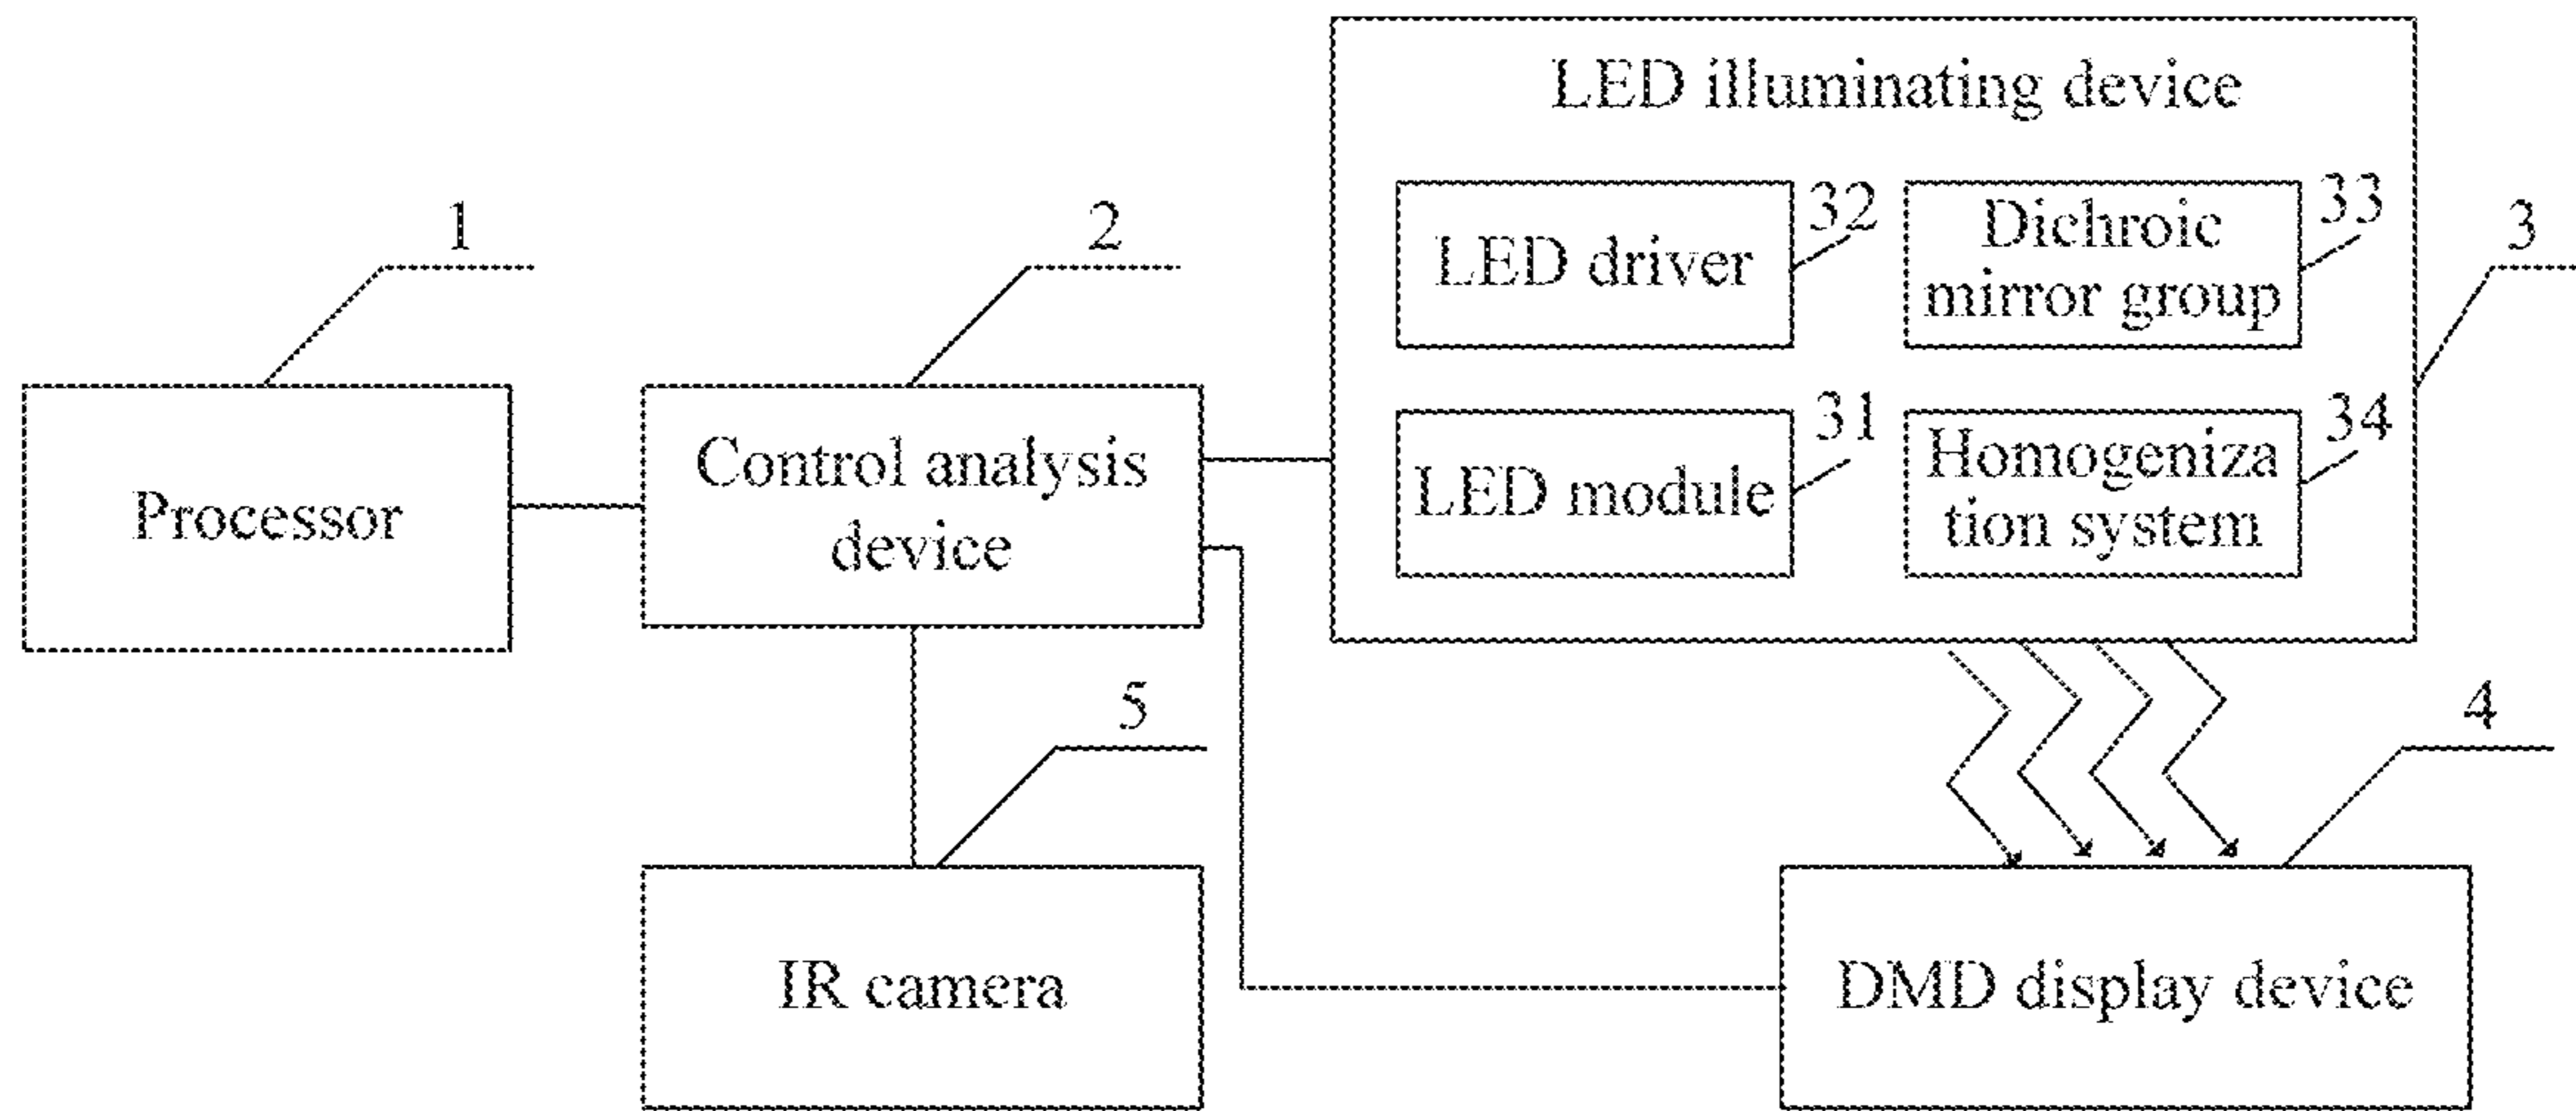 LED illuminating device
32
33
LED driver
Dichroic
mirror group
1
2
3
31
34
Processor
Control analysis
device
LED module
Homogeniza
tion system
5
4
IR camera
DMD display device